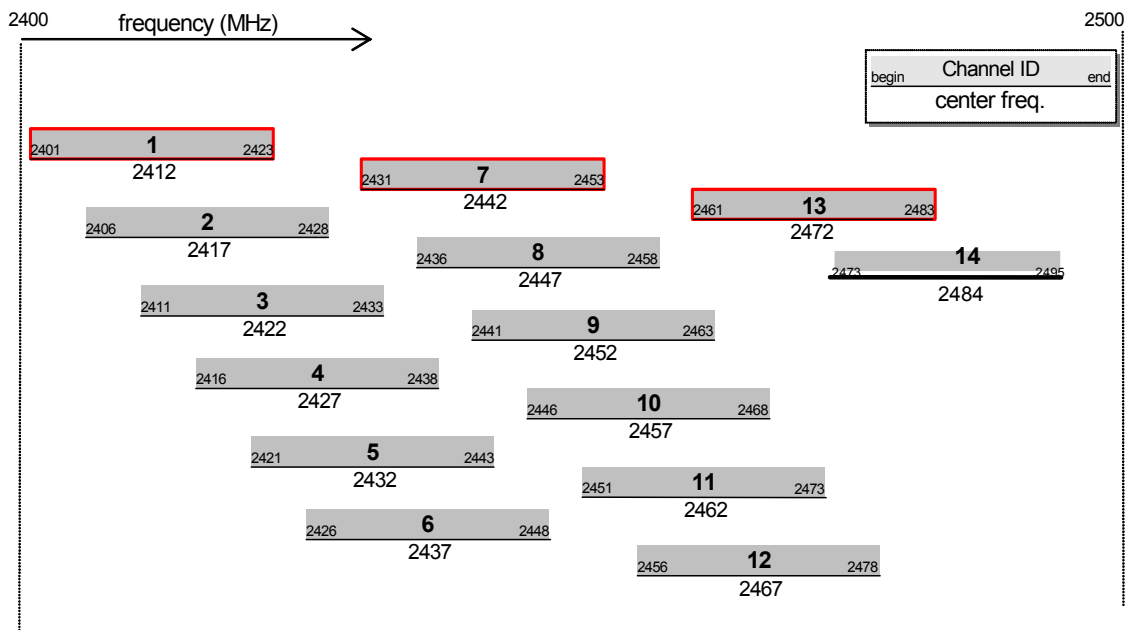 2400 frequency (MHz) 2500
begin Channel ID end
center freq.
2401 1 2423
2412
2431 7 2453
2442
2461 13 2483
2472
2406 2 2428
2417
2436 8 2458
2447
2473 14 2495
2484
2411 3 2433
2422
2441 9 2463
2452
2416 4 2438
2427
2446 10 2468
2457
2421 5 2443
2432
2451 11 2473
2462
2426 6 2448
2437
2456 12 2478
2467